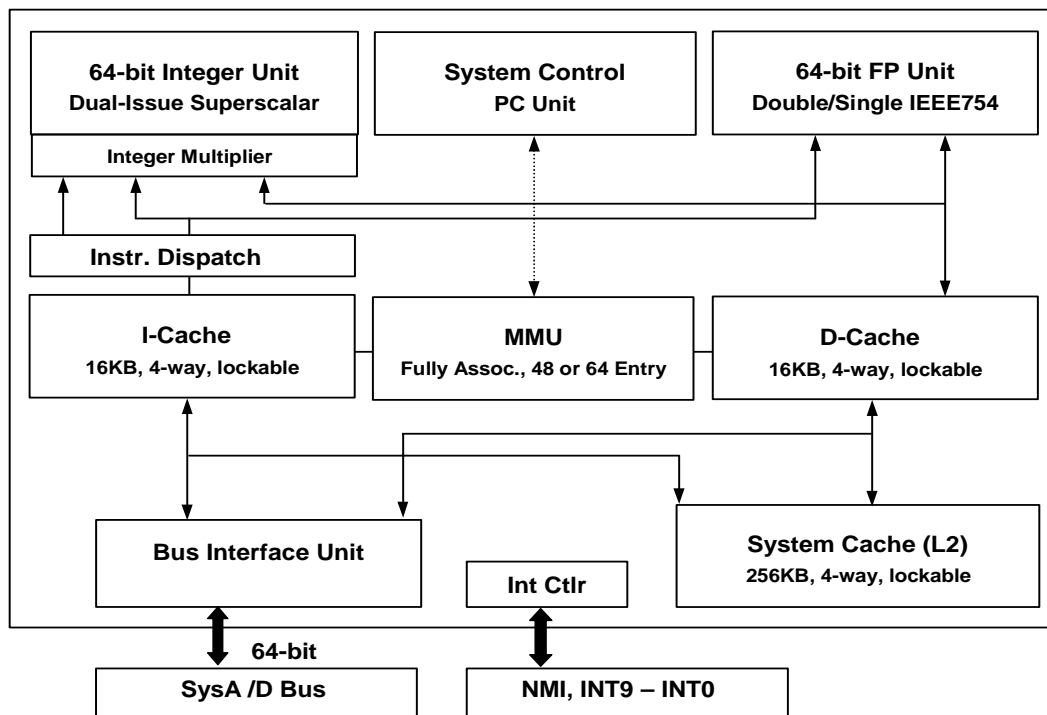 64-bit Integer Unit
Dual-Issue Superscalar
Integer Multiplier
System Control
PC Unit
64-bit FP Unit
Double/Single IEEE754
Instr. Dispatch
I-Cache
16KB, 4-way, lockable
MMU
Fully Assoc., 48 or 64 Entry
D-Cache
16KB, 4-way, lockable
Bus Interface Unit
Int Ctlr
System Cache (L2)
256KB, 4-way, lockable
64-bit
SysA /D Bus
NMI, INT9 – INT0